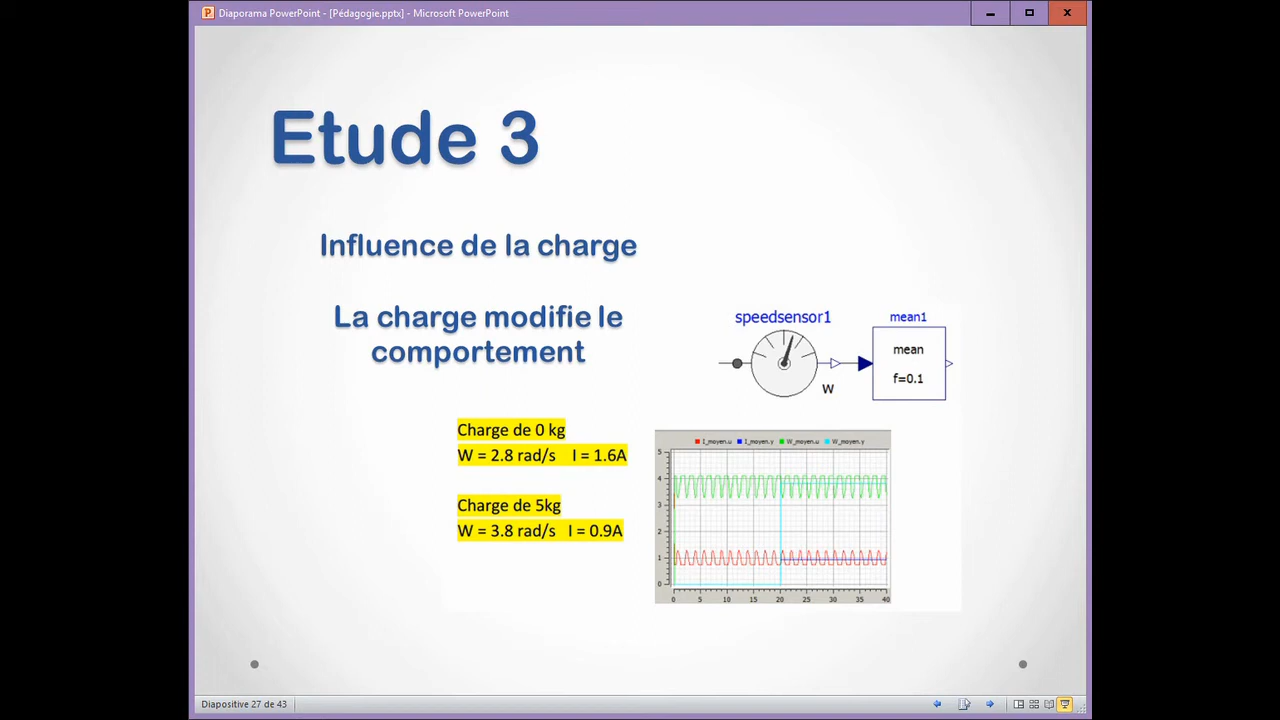 Diaporama PowerPoint - [Pédagogie.pptx] - Microsoft PowerPoint
Etude 3
Influence de la charge
La charge modifie le
comportement
speedsensor1
mean1
mean
f=0.1
W
Charge de 0 kg
W = 2.8 rad/s I = 1.6A
Charge de 5kg
W = 3.8 rad/s I = 0.9A
I_moyen.u I_moyen.y W_moyen.u W_moyen.y
5
4
3
2
1
0
0 5 10 15 20 25 30 35 40
Diapositive 27 de 43